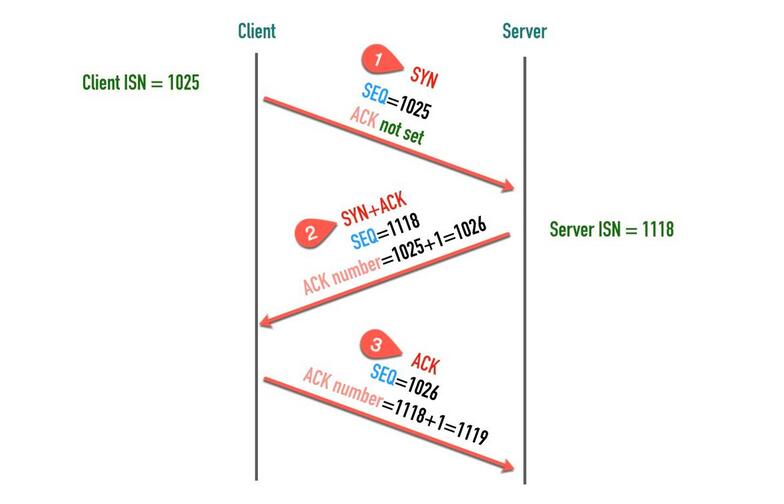 Client
Server
Client ISN = 1025
1
SYN
SEQ=1025
ACK not set
2
SYN+ACK
SEQ=1118
ACK number=1025+1=1026
Server ISN = 1118
3
ACK
SEQ=1026
ACK number=1118+1=1119